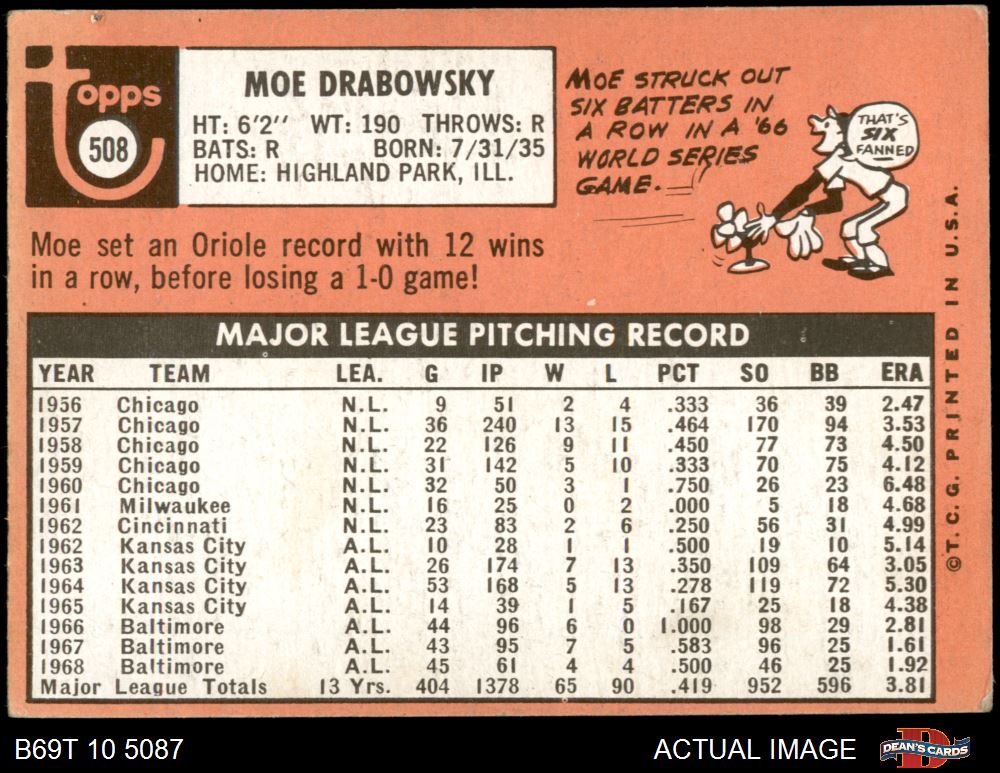 topps
508
MOE DRABOWSKY
HT: 6'2" WT: 190 THROWS: R
BATS: R BORN: 7/31/35
HOME: HIGHLAND PARK, ILL.
MOE STRUCK OUT
SIX BATTERS IN
A ROW IN A '66
WORLD SERIES
GAME.
THAT'S
SIX
FANNED
Moe set an Oriole record with 12 wins
in a row, before losing a 1-0 game!
MAJOR LEAGUE PITCHING RECORD
YEAR TEAM LEA. G IP W L PCT SO BB ERA
1956 Chicago N.L. 9 51 2 4 .333 36 39 2.47
1957 Chicago N.L. 36 240 13 15 .464 170 94 3.53
1958 Chicago N.L. 22 126 9 11 .450 77 73 4.50
1959 Chicago N.L. 31 142 5 10 .333 70 75 4.12
1960 Chicago N.L. 32 50 3 1 .750 26 23 6.48
1961 Milwaukee N.L. 16 25 0 2 .000 5 18 4.68
1962 Cincinnati N.L. 23 83 2 6 .250 56 31 4.99
1962 Kansas City A.L. 10 28 1 1 .500 19 10 5.14
1963 Kansas City A.L. 26 174 7 13 .350 109 64 3.05
1964 Kansas City A.L. 53 168 5 13 .278 119 72 5.30
1965 Kansas City A.L. 14 39 1 5 .167 25 18 4.38
1966 Baltimore A.L. 44 96 6 0 1.000 98 29 2.81
1967 Baltimore A.L. 43 95 7 5 .583 96 25 1.61
1968 Baltimore A.L. 45 61 4 4 .500 46 25 1.92
Major League Totals 13 Yrs. 404 1378 65 90 .419 952 596 3.81
©T.C.G. PRINTED IN U.S.A.
B69T 10 5087
ACTUAL IMAGE
DEAN'S CARDS